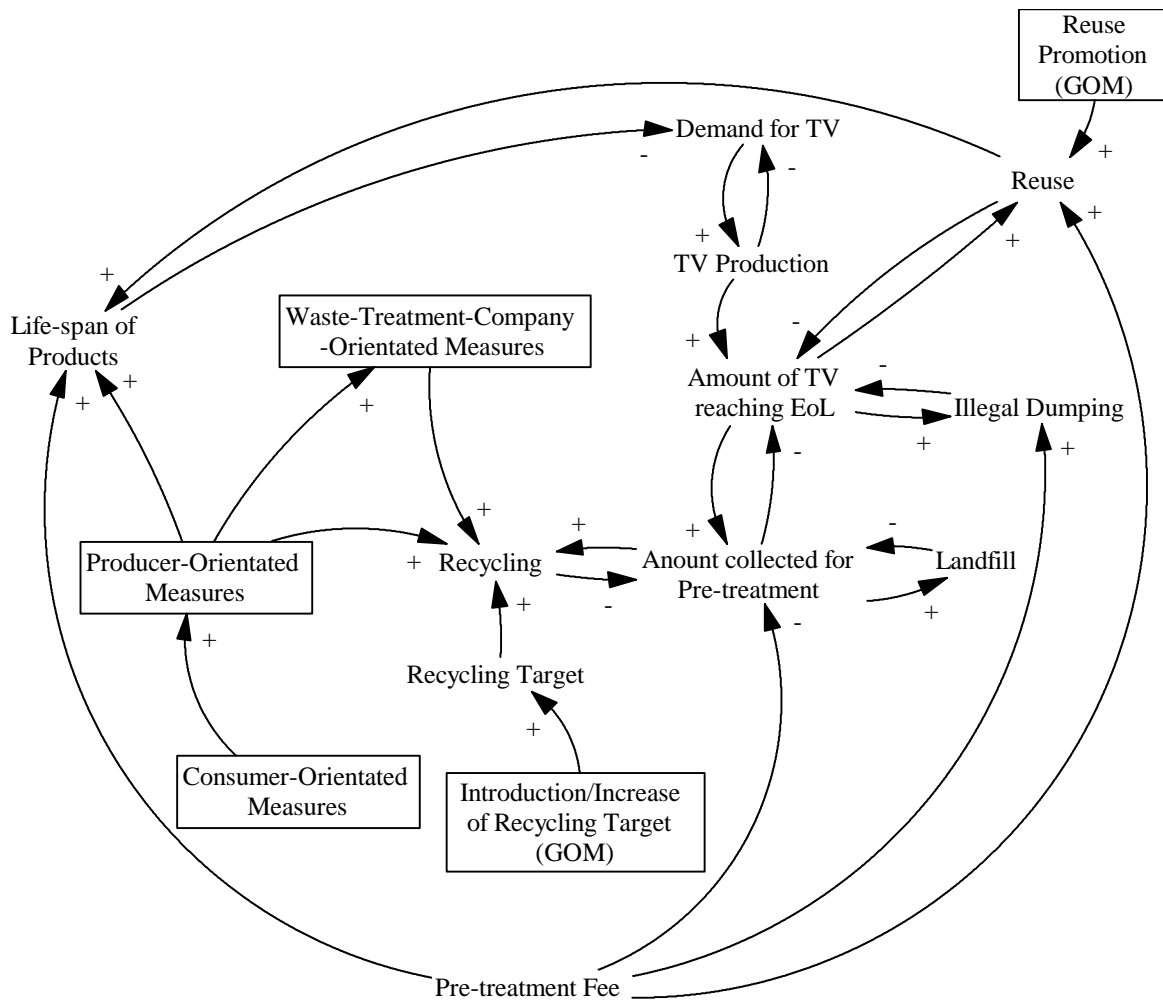 Reuse
Promotion
(GOM)
Demand for TV
-
-
+
Reuse
+
+
+
+
TV Production
Life-span of
Products
Waste-Treatment-Company
-Orientated Measures
-
+
Amount of TV
reaching EoL
-
Illegal Dumping
+
+
+
+
+
-
+
+
+
-
Producer-Orientated
Measures
+
Recycling
Anount collected for
Pre-treatment
Landfill
+
-
-
+
+
Recycling Target
+
Consumer-Orientated
Measures
Introduction/Increase
of Recycling Target
(GOM)
Pre-treatment Fee